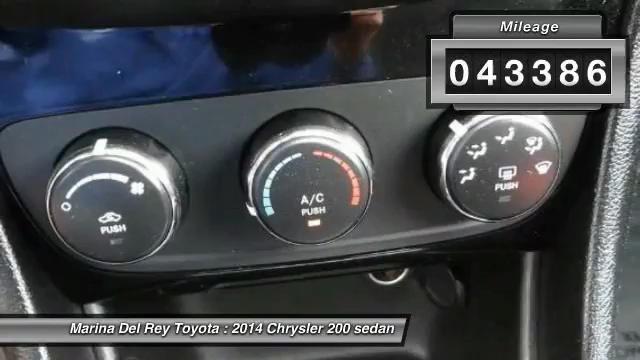 Mileage
043386
A/C
PUSH
PUSH
PUSH
Marina Del Rey Toyota : 2014 Chrysler 200 sedan